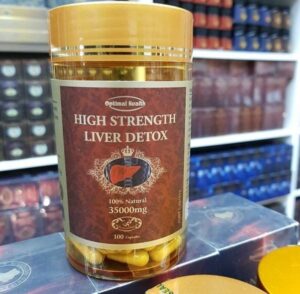 Optimal Health
HIGH STRENGTH
LIVER DETOX
100% Natural
35000mg
100 Capsules